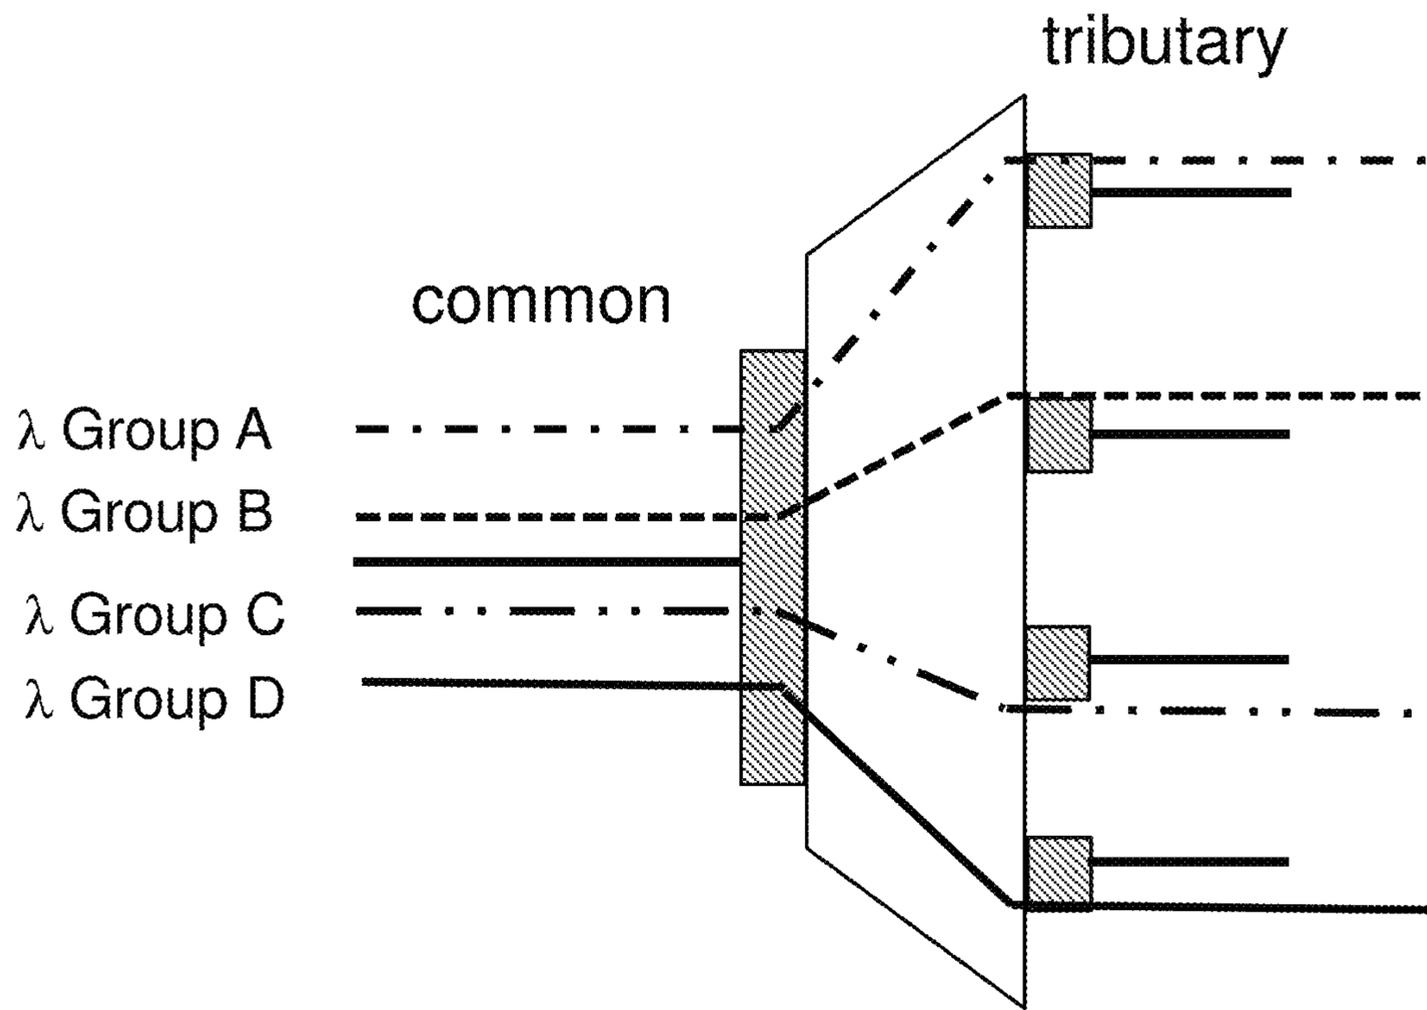 tributary
common
λ Group A
λ Group B
λ Group C
λ Group D